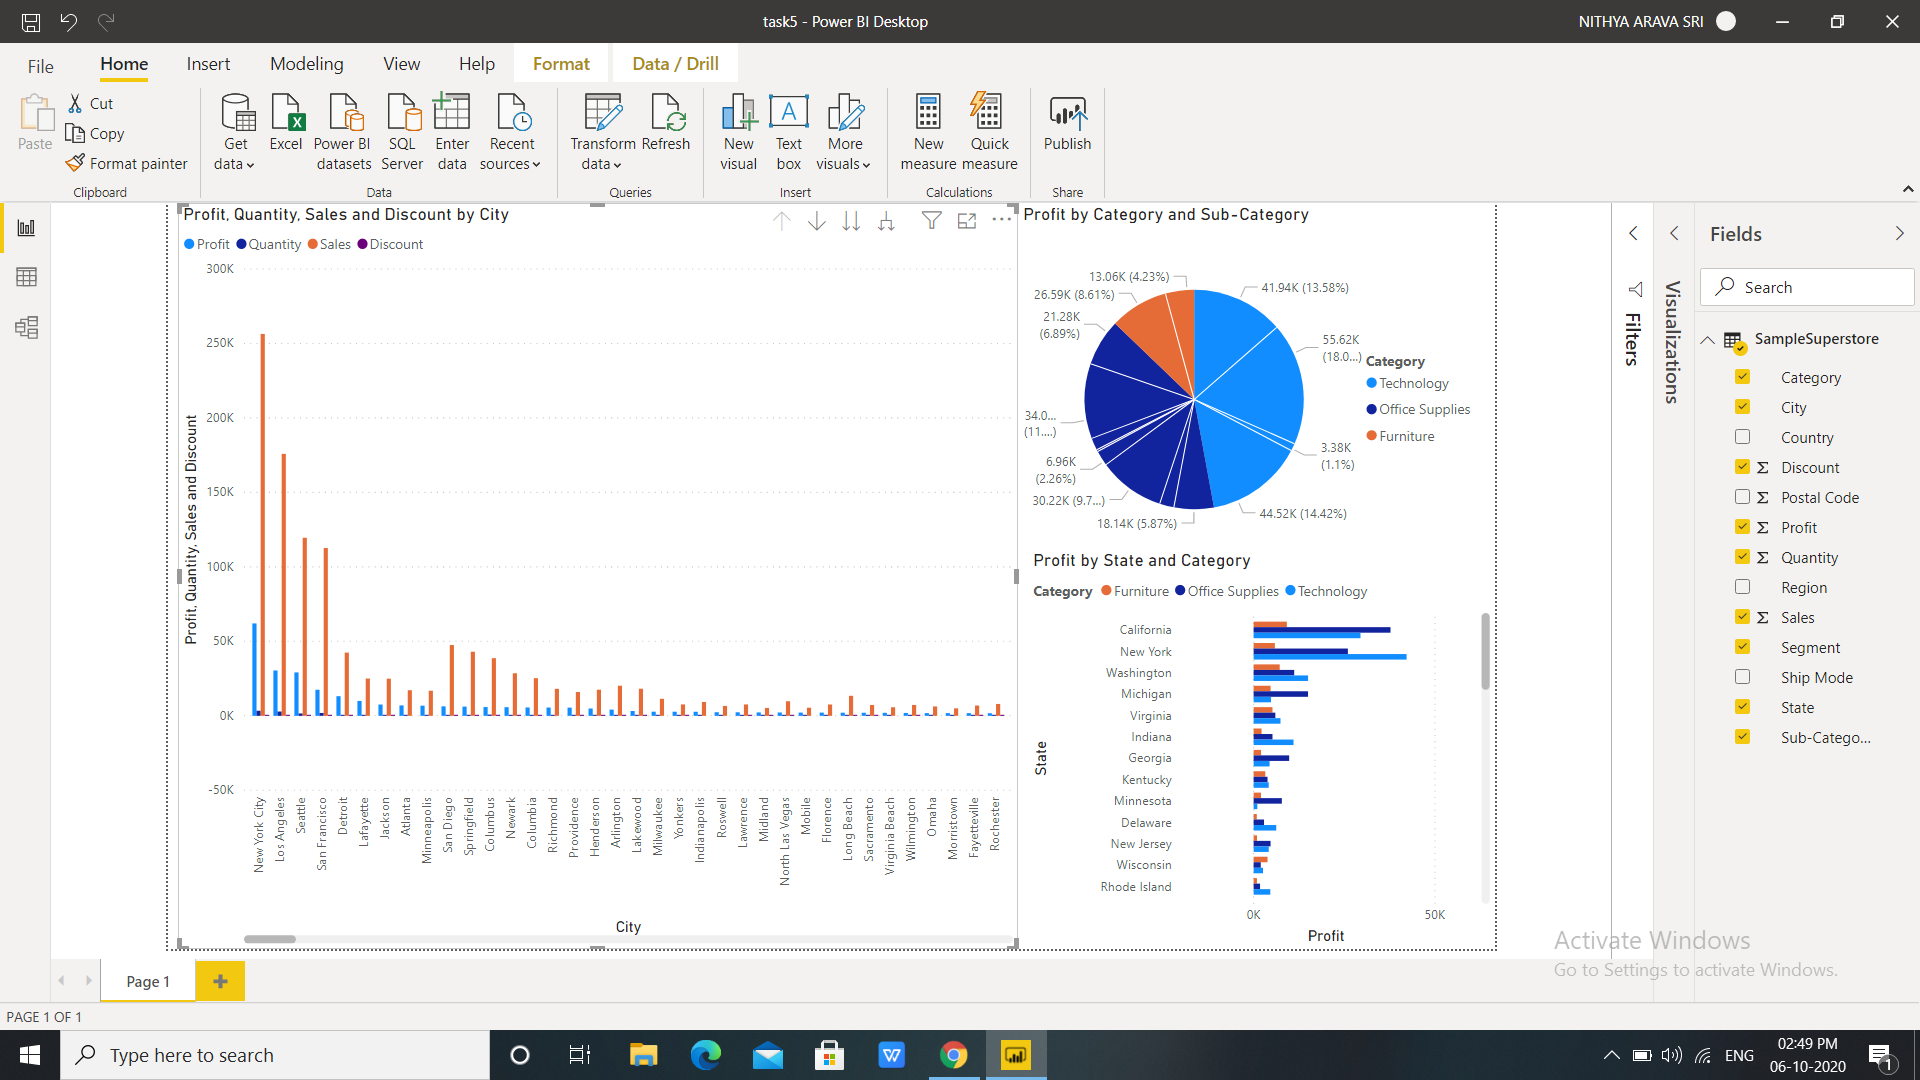 task5 - Power BI Desktop
NITHYA ARAVA SRI
File Home Insert Modeling View Help Format Data / Drill
Paste
Cut
Copy
Format painter
Clipboard
Get data
Excel
Power BI datasets
SQL Server
Enter data
Recent sources
Data
Transform data
Refresh
Queries
New visual
Text box
More visuals
Insert
New measure
Quick measure
Calculations
Publish
Share
Profit, Quantity, Sales and Discount by City
Profit Quantity Sales Discount
Profit, Quantity, Sales and Discount
300K
250K
200K
150K
100K
50K
0K
-50K
New York City
Los Angeles
Seattle
San Francisco
Detroit
Lafayette
Jackson
Atlanta
Minneapolis
San Diego
Springfield
Columbus
Newark
Columbia
Richmond
Providence
Henderson
Arlington
Lakewood
Milwaukee
Yonkers
Indianapolis
Roswell
Lawrence
Midland
North Las Vegas
Mobile
Florence
Long Beach
Sacramento
Virginia Beach
Wilmington
Omaha
Morristown
Fayetteville
Rochester
City
Profit by Category and Sub-Category
13.06K (4.23%)
26.59K (8.61%)
21.28K
(6.89%)
34.0...
(11....)
6.96K
(2.26%)
30.22K (9.7...)
18.14K (5.87%)
41.94K (13.58%)
55.62K
(18.0...)
3.38K
(1.1%)
44.52K (14.42%)
Category
Technology
Office Supplies
Furniture
Profit by State and Category
Category Furniture Office Supplies Technology
State
California
New York
Washington
Michigan
Virginia
Indiana
Georgia
Kentucky
Minnesota
Delaware
New Jersey
Wisconsin
Rhode Island
0K 50K
Profit
Filters
Visualizations
Fields
Search
SampleSuperstore
Category
City
Country
Σ Discount
Σ Postal Code
Σ Profit
Σ Quantity
Region
Σ Sales
Segment
Ship Mode
State
Sub-Catego...
Activate Windows
Go to Settings to activate Windows.
Page 1
PAGE 1 OF 1
Type here to search
ENG
02:49 PM
06-10-2020
1